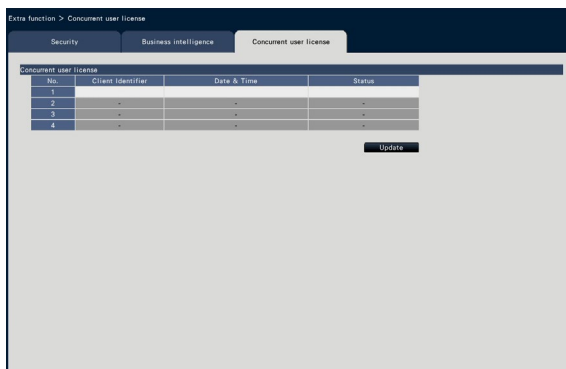 Extra function > Concurrent user license
Security Business intelligence Concurrent user license
Concurrent user license
No. Client Identifier Date & Time Status
1
2 - - -
3 - - -
4 - - -
Update